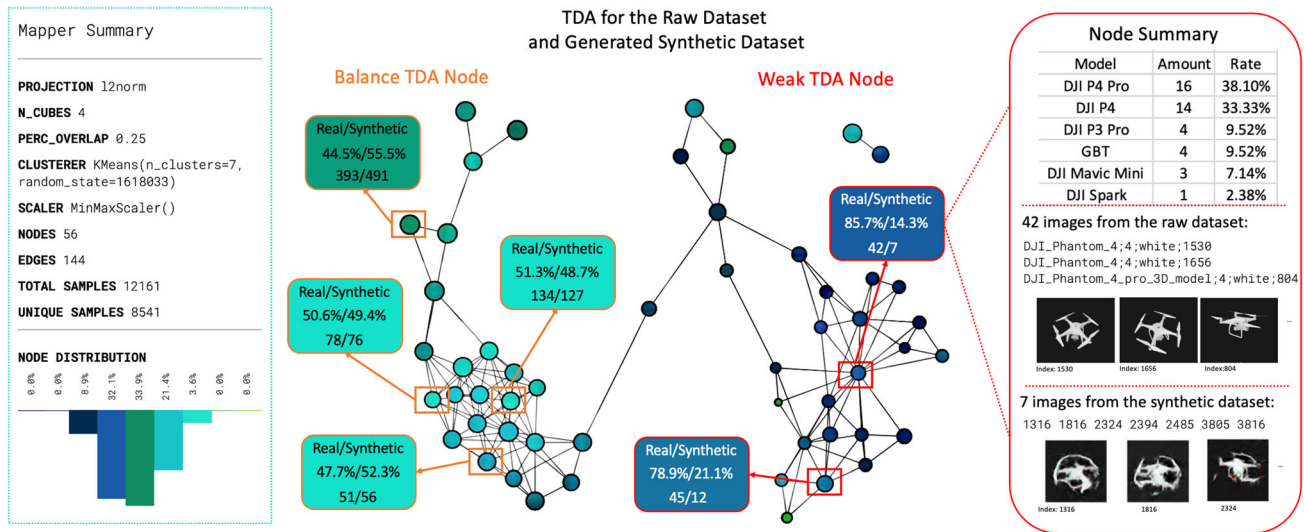 TDA for the Raw Dataset
and Generated Synthetic Dataset
Mapper Summary
PROJECTION l2norm
N_CUBES 4
PERC_OVERLAP 0.25
CLUSTERER KMeans(n_clusters=7,
random_state=1618033)
SCALER MinMaxScaler()
NODES 56
EDGES 144
TOTAL SAMPLES 12161
UNIQUE SAMPLES 8541
NODE DISTRIBUTION
0.0%
0.0%
8.9%
32.1%
33.9%
21.4%
3.6%
0.0%
0.0%
Balance TDA Node
Real/Synthetic
44.5%/55.5%
393/491
Real/Synthetic
51.3%/48.7%
134/127
Real/Synthetic
50.6%/49.4%
78/76
Real/Synthetic
47.7%/52.3%
51/56
Weak TDA Node
Real/Synthetic
85.7%/14.3%
42/7
Real/Synthetic
78.9%/21.1%
45/12
Node Summary
Model Amount Rate
DJI P4 Pro 16 38.10%
DJI P4 14 33.33%
DJI P3 Pro 4 9.52%
GBT 4 9.52%
DJI Mavic Mini 3 7.14%
DJI Spark 1 2.38%
42 images from the raw dataset:
DJI_Phantom_4;4;white;1530
DJI_Phantom_4;4;white;1656
DJI_Phantom_4_pro_3D_model;4;white;804
...
Index: 1530 Index: 1656 Index:804
7 images from the synthetic dataset:
1316 1816 2324 2394 2485 3805 3816
...
Index: 1316 1816 2324